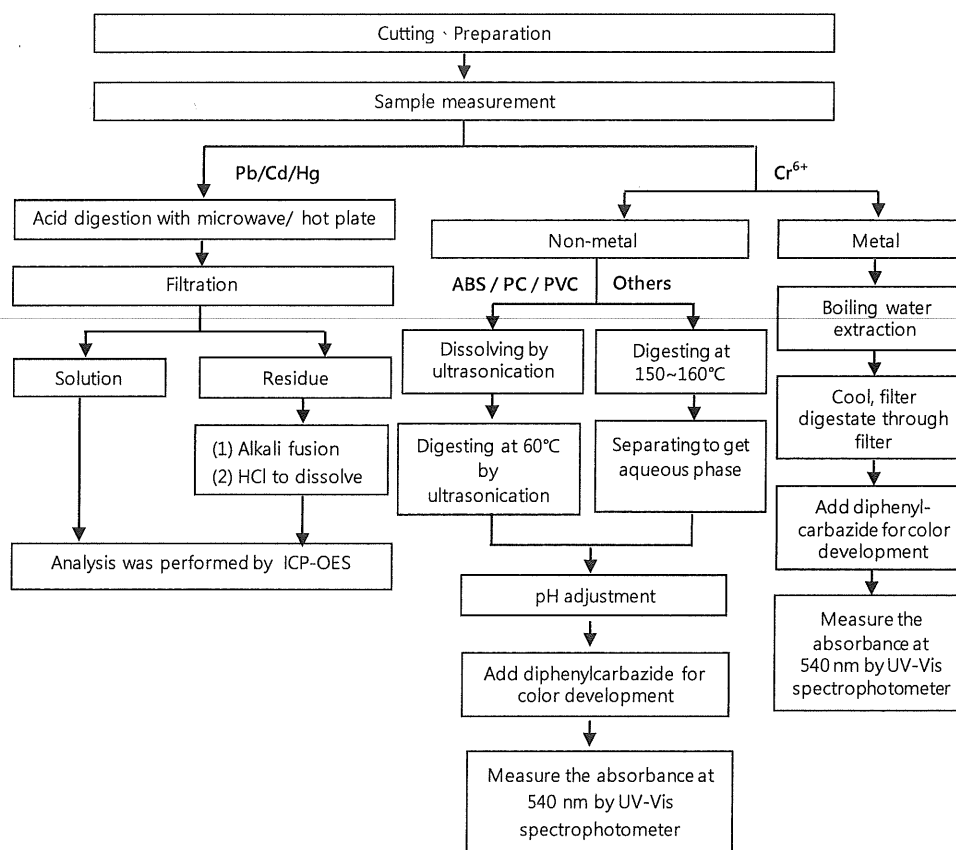 Cutting、Preparation
Sample measurement
Pb/Cd/Hg
Cr⁶⁺
Acid digestion with microwave/ hot plate
Non-metal
Metal
Filtration
ABS / PC / PVC
Others
Boiling water
extraction
Solution
Residue
Dissolving by
ultrasonication
Digesting at
150~160℃
Cool, filter
digestate through
filter
(1) Alkali fusion
(2) HCl to dissolve
Digesting at 60℃
by
ultrasonication
Separating to get
aqueous phase
Add diphenyl-
carbazide for color
development
Analysis was performed by ICP-OES
pH adjustment
Measure the
absorbance at
540 nm by UV-Vis
spectrophotometer
Add diphenylcarbazide for
color development
Measure the absorbance at
540 nm by UV-Vis
spectrophotometer